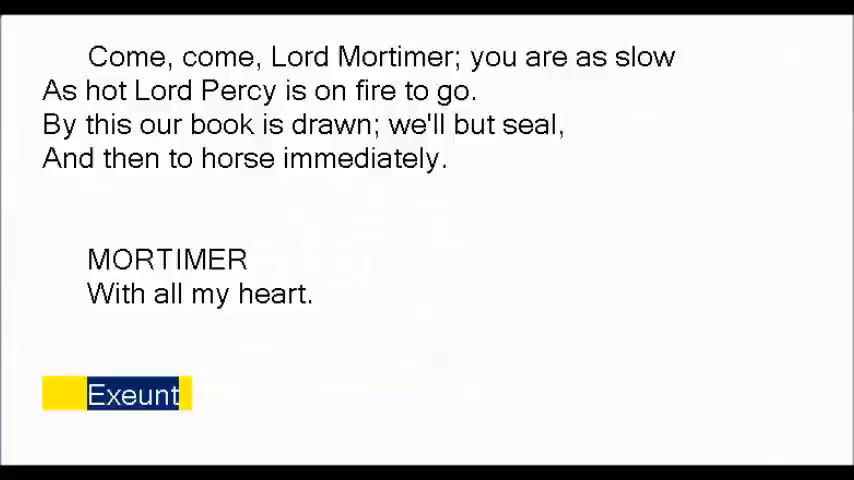 Come, come, Lord Mortimer; you are as slow
As hot Lord Percy is on fire to go.
By this our book is drawn; we'll but seal,
And then to horse immediately.
MORTIMER
With all my heart.
Exeunt